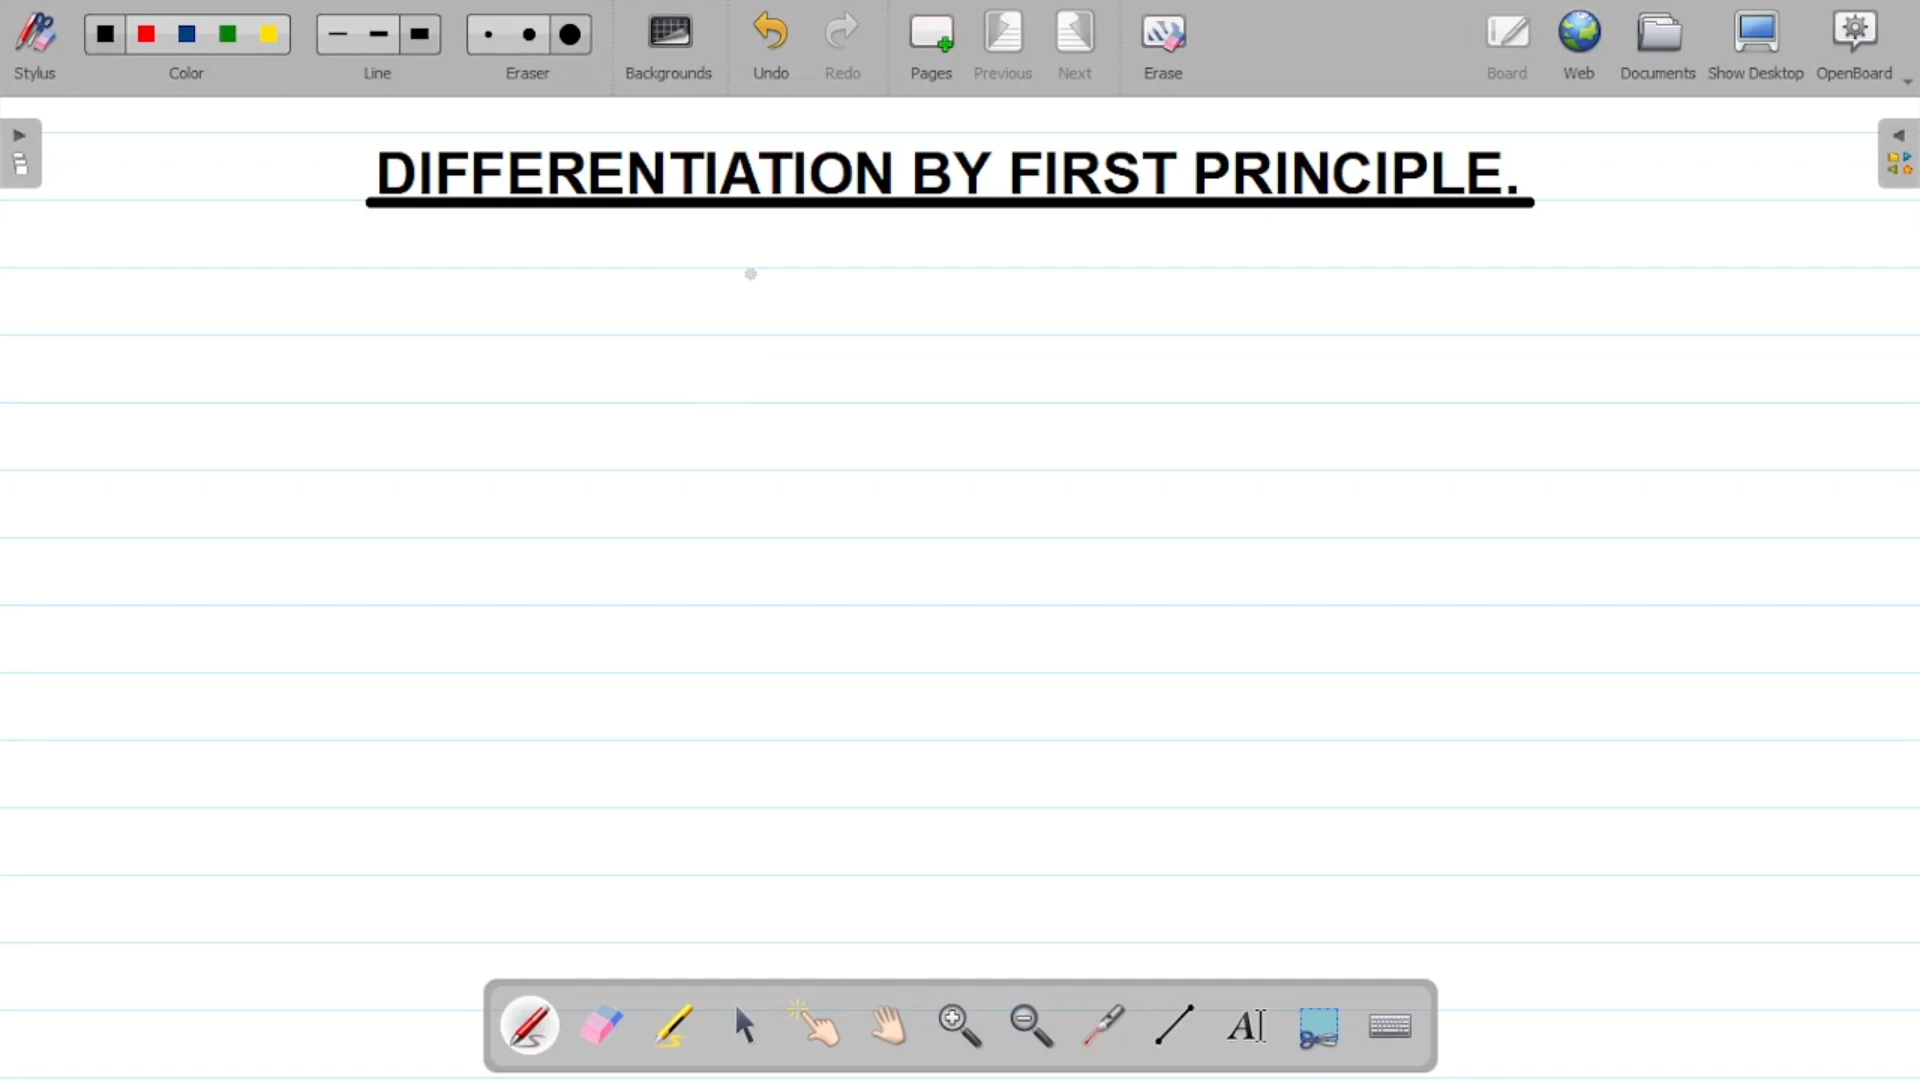 Stylus Color Line Eraser Backgrounds Undo Redo Pages Previous Next Erase Board Web Documents Show Desktop OpenBoard
DIFFERENTIATION BY FIRST PRINCIPLE.